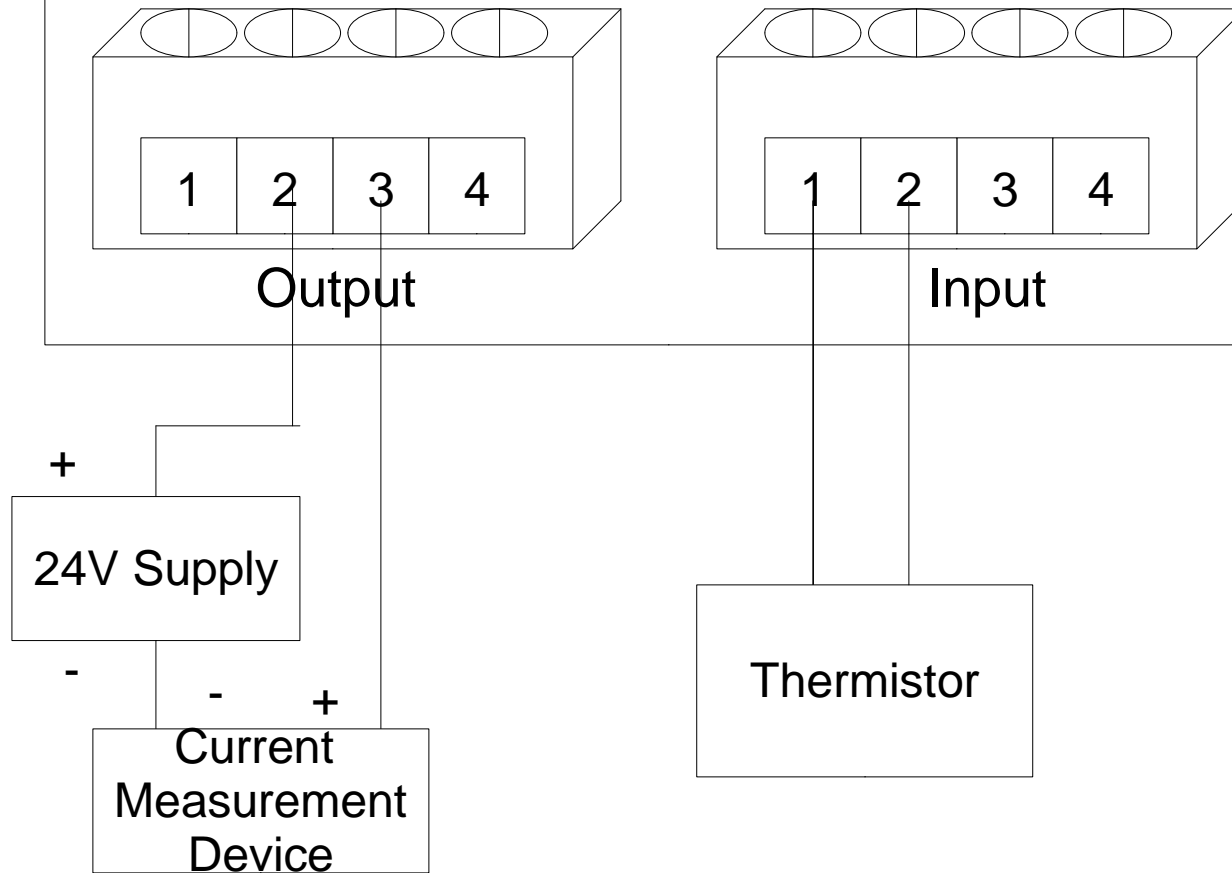 1 2 3 4
1 2 3 4
Output
Input
+
24V Supply
-
- +
Current
Measurement
Device
Thermistor